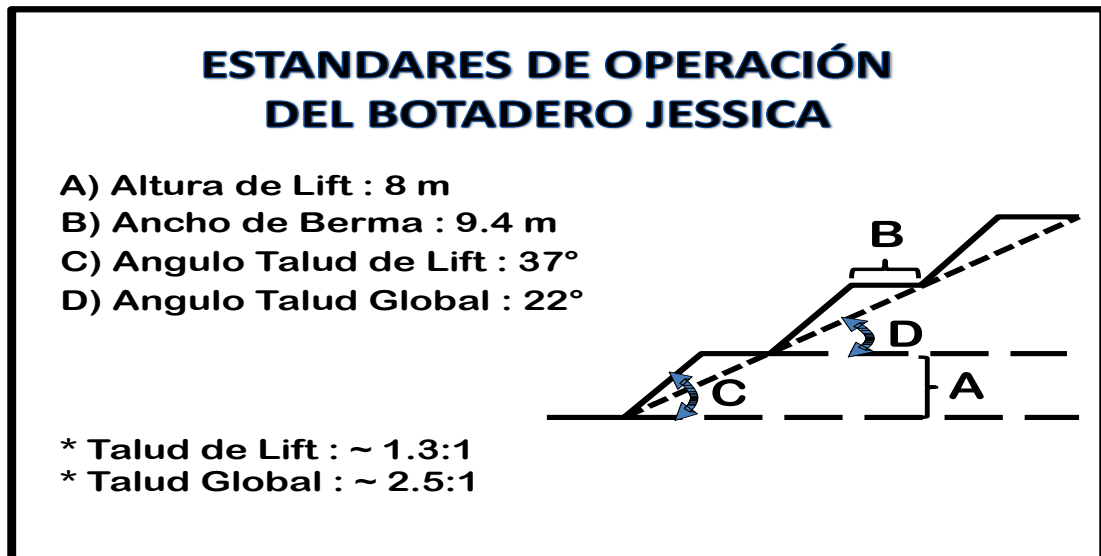 ESTANDARES DE OPERACIÓN
DEL BOTADERO JESSICA
A) Altura de Lift : 8 m
B) Ancho de Berma : 9.4 m
C) Angulo Talud de Lift : 37°
D) Angulo Talud Global : 22°
B
D
C
A
* Talud de Lift : ~ 1.3:1
* Talud Global : ~ 2.5:1